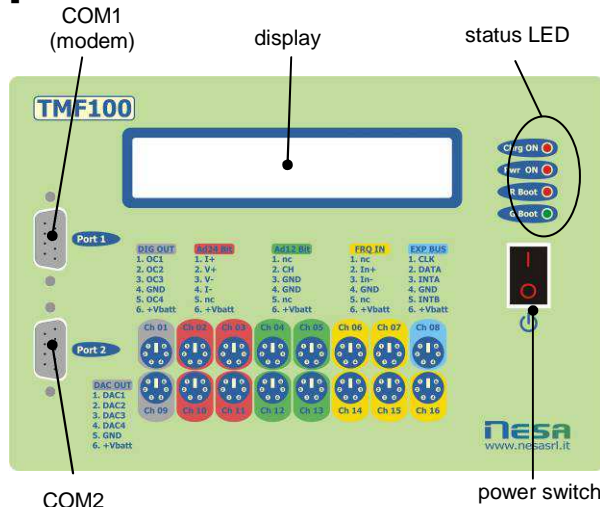 COM1
(modem)
display
status LED
TMF100
Chrg ON
Pwr ON
R Boot
G Boot
Port 1
DIG OUT
1. OC1
2. OC2
3. OC3
4. GND
5. OC4
6. +Vbatt
Ad24 Bit
1. I+
2. V+
3. V-
4. I-
5. nc
6. +Vbatt
Ad12 Bit
1. nc
2. CH
3. GND
4. GND
5. nc
6. +Vbatt
FRQ IN
1. nc
2. In+
3. In-
4. GND
5. nc
6. +Vbatt
EXP BUS
1. CLK
2. DATA
3. INTA
4. GND
5. INTB
6. +Vbatt
Port 2
Ch 01
Ch 02
Ch 03
Ch 04
Ch 05
Ch 06
Ch 07
Ch 08
DAC OUT
1. DAC1
2. DAC2
3. DAC3
4. DAC4
5. GND
6. +Vbatt
Ch 09
Ch 10
Ch 11
Ch 12
Ch 13
Ch 14
Ch 15
Ch 16
nesa
www.nesasrl.it
COM2
power switch